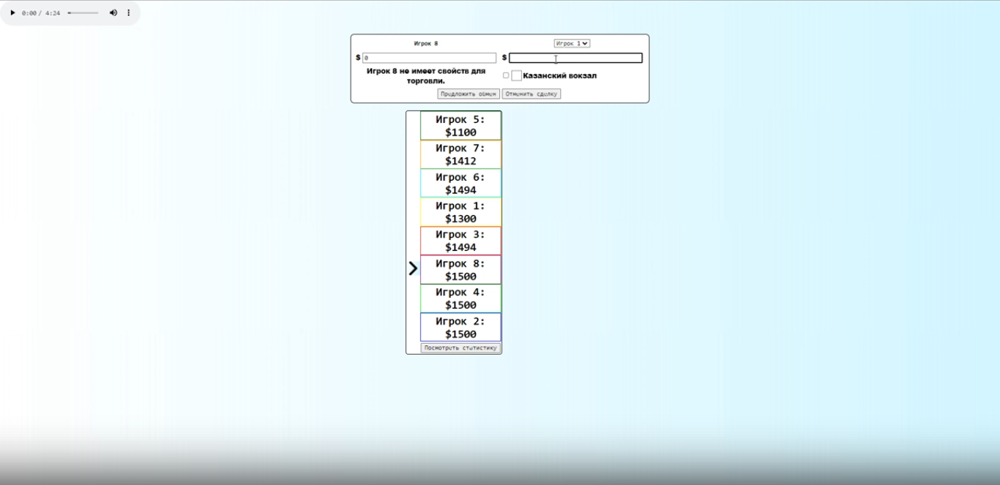 0:00 / 4:24
Игрок 8
Игрок 1
$ 0
$
Игрок 8 не имеет свойств для
торговли.
Казанский вокзал
Предложить обмен
Отменить сделку
Игрок 5:
$1100
Игрок 7:
$1412
Игрок 6:
$1494
Игрок 1:
$1300
Игрок 3:
$1494
Игрок 8:
$1500
Игрок 4:
$1500
Игрок 2:
$1500
Посмотреть статистику